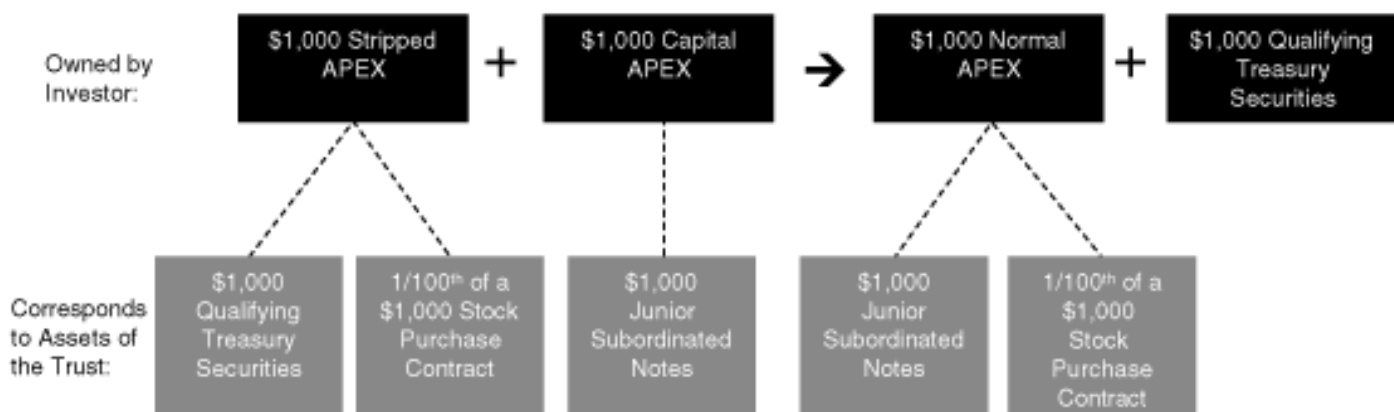 Owned by
Investor:
$1,000 Stripped
APEX
+
$1,000 Capital
APEX
➔
$1,000 Normal
APEX
+
$1,000 Qualifying
Treasury
Securities
Corresponds
to Assets of
the Trust:
$1,000
Qualifying
Treasury
Securities
1/100th of a
$1,000 Stock
Purchase
Contract
$1,000
Junior
Subordinated
Notes
$1,000
Junior
Subordinated
Notes
1/100th of a
$1,000
Stock
Purchase
Contract